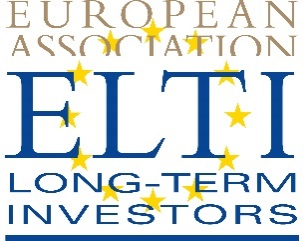 EUROPEAN
ASSOCIATION
ELTI
LONG-TERM
INVESTORS